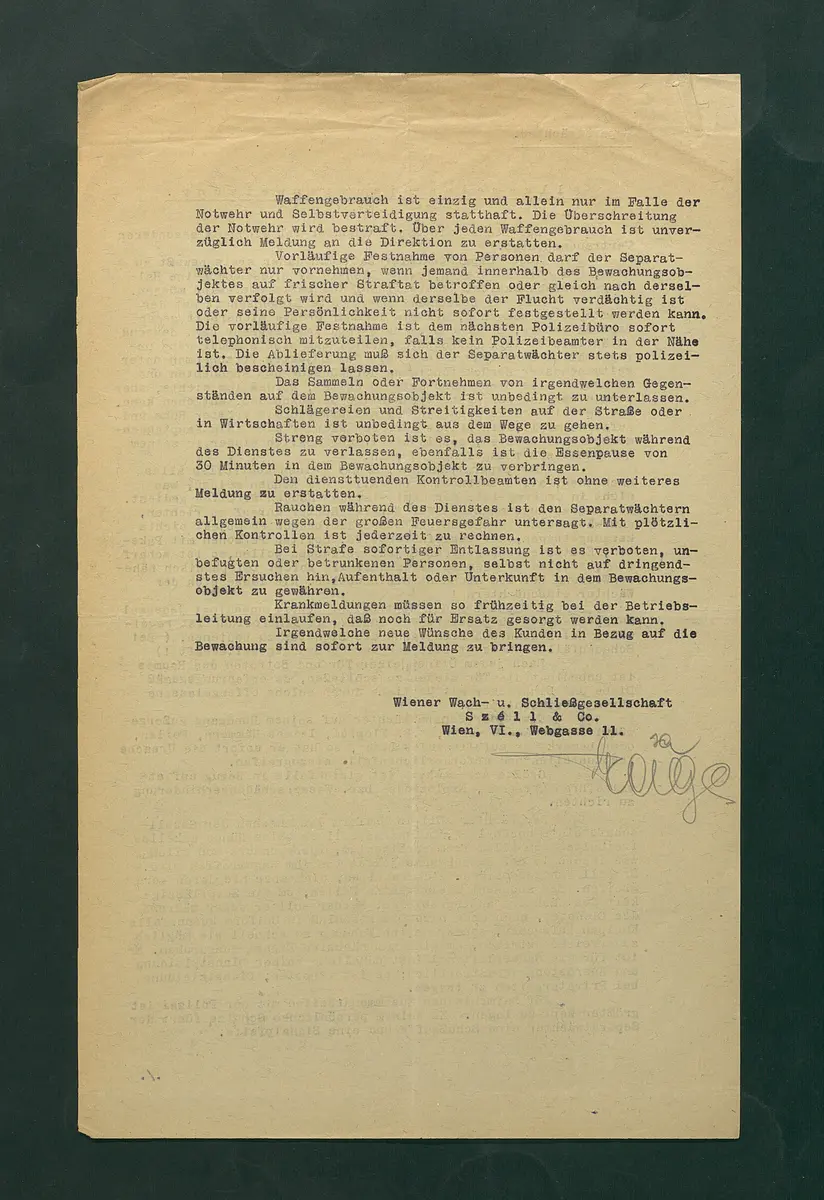 Waffengebrauch ist einzig und allein nur im Falle der
Notwehr und Selbstverteidigung statthaft. Die Überschreitung
der Notwehr wird bestraft. Über jeden Waffengebrauch ist unver-
züglich Meldung an die Direktion zu erstatten.
Vorläufige Festnahme von Personen darf der Separat-
wächter nur vornehmen, wenn jemand innerhalb des Bewachungsob-
jektes auf frischer Straftat betroffen oder gleich nach dersel-
ben verfolgt wird und wenn derselbe der Flucht verdächtig ist
oder seine Persönlichkeit nicht sofort festgestellt werden kann.
Die vorläufige Festnahme ist dem nächsten Polizeibüro sofort
telephonisch mitzuteilen, falls kein Polizeibeamter in der Nähe
ist. Die Ablieferung muß sich der Separatwächter stets polizei-
lich bescheinigen lassen.
Das Sammeln oder Fortnehmen von irgendwelchen Gegen-
ständen auf dem Bewachungsobjekt ist unbedingt zu unterlassen.
Schlägereien und Streitigkeiten auf der Straße oder
in Wirtschaften ist unbedingt aus dem Wege zu gehen.
Streng verboten ist es, das Bewachungsobjekt während
des Dienstes zu verlassen, ebenfalls ist die Essenpause von
30 Minuten in dem Bewachungsobjekt zu verbringen.
Den diensttuenden Kontrollbeamten ist ohne weiteres
Meldung zu erstatten.
Rauchen während des Dienstes ist den Separatwächtern
allgemein wegen der großen Feuersgefahr untersagt. Mit plötzli-
chen Kontrollen ist jederzeit zu rechnen.
Bei Strafe sofortiger Entlassung ist es verboten, un-
befugten oder betrunkenen Personen, selbst nicht auf dringend-
stes Ersuchen hin,Aufenthalt oder Unterkunft in dem Bewachungs-
objekt zu gewähren.
Krankmeldungen müssen so frühzeitig bei der Betriebs-
leitung einlaufen, daß noch für Ersatz gesorgt werden kann.
Irgendwelche neue Wünsche des Kunden in Bezug auf die
Bewachung sind sofort zur Meldung zu bringen.
Wiener Wach- u. Schließgesellschaft
S z é l l & Co.
Wien, VI., Webgasse 11.